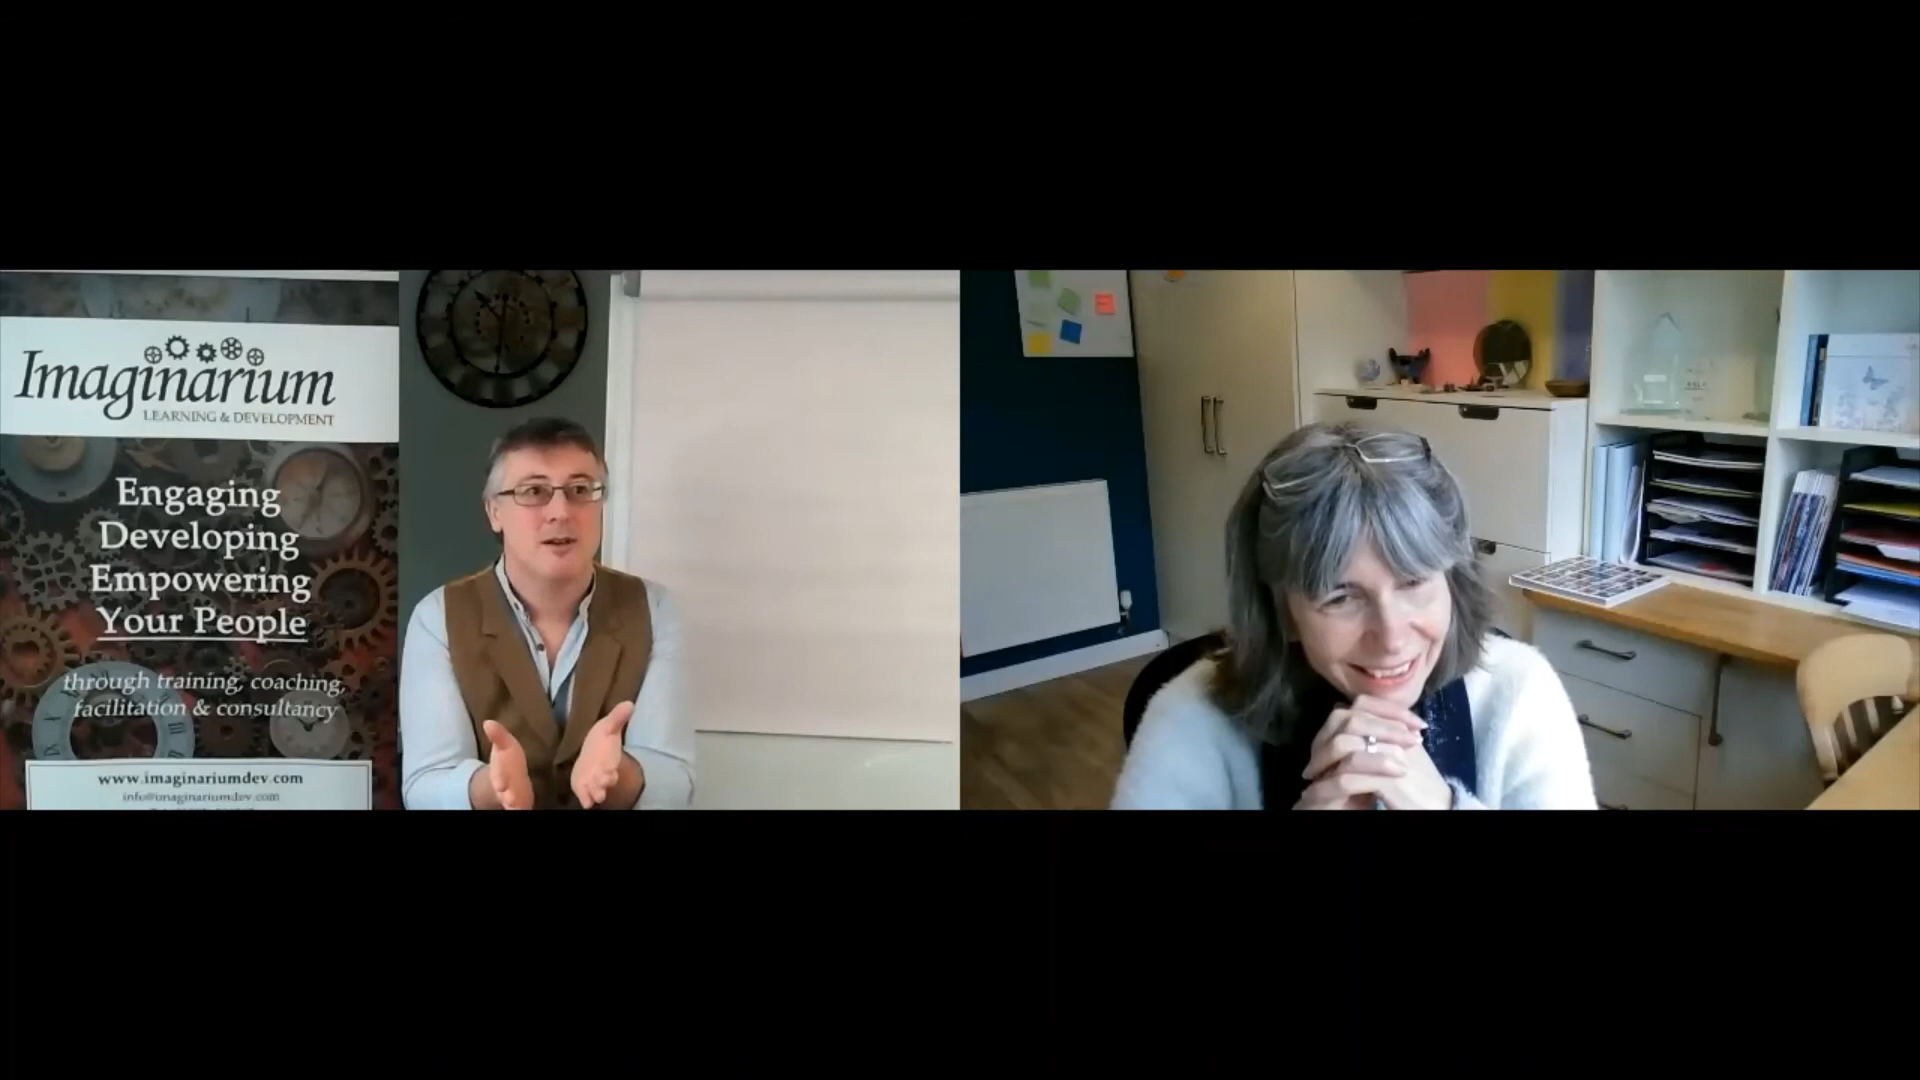 Imaginarium
LEARNING & DEVELOPMENT
Engaging
Developing
Empowering
Your People
through training, coaching,
facilitation & consultancy
www.imaginariumdev.com
info@imaginariumdev.com